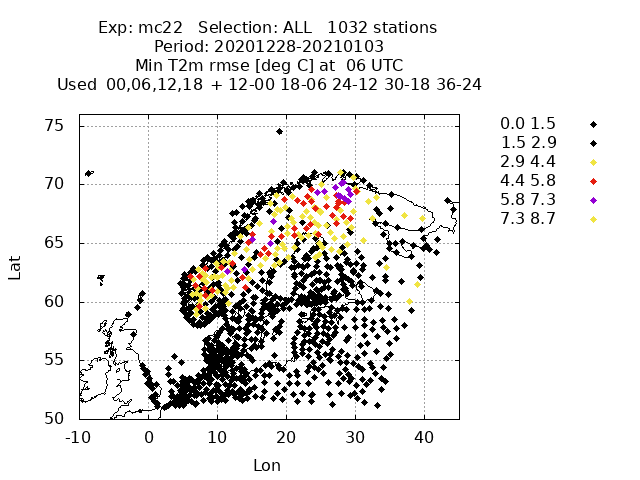 Exp: mc22 Selection: ALL 1032 stations
Period: 20201228-20210103
Min T2m rmse [deg C] at 06 UTC
Used 00,06,12,18 + 12-00 18-06 24-12 30-18 36-24
75
70
65
60
55
50
Lat
-10 0 10 20 30 40
Lon
0.0 1.5
1.5 2.9
2.9 4.4
4.4 5.8
5.8 7.3
7.3 8.7